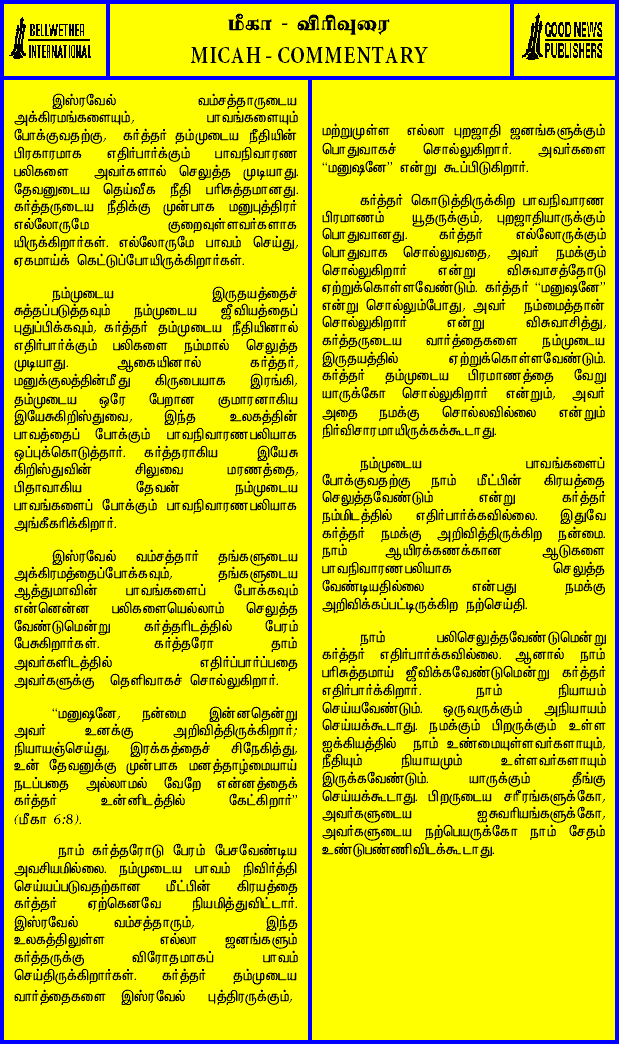 BELLWETHER
INTERNATIONAL
மீகா - விரிவுரை
MICAH - COMMENTARY
GOOD NEWS
PUBLISHERS
இஸ்ரவேல் வம்சத்தாருடைய
அக்கிரமங்களையும், பாவங்களையும்
போக்குவதற்கு, கர்த்தர் தம்முடைய நீதியின்
பிரகாரமாக எதிர்பார்க்கும் பாவநிவாரண
பலிகளை அவர்களால் செலுத்த முடியாது.
தேவனுடைய தெய்வீக நீதி பரிசுத்தமானது.
கர்த்தருடைய நீதிக்கு முன்பாக மனுபுத்திரர்
எல்லோருமே குறைவுள்ளவர்களாக
யிருக்கிறார்கள். எல்லோருமே பாவம் செய்து,
ஏகமாய்க் கெட்டுப்போயிருக்கிறார்கள்.
நம்முடைய இருதயத்தைச்
சுத்தப்படுத்தவும் நம்முடைய ஜீவியத்தைப்
புதுப்பிக்கவும், கர்த்தர் தம்முடைய நீதியினால்
எதிர்பார்க்கும் பலிகளை நம்மால் செலுத்த
முடியாது. ஆகையினால் கர்த்தர்,
மனுக்குலத்தின்மீது கிருபையாக இரங்கி,
தம்முடைய ஒரே பேறான குமாரனாகிய
இயேசுகிறிஸ்துவை, இந்த உலகத்தின்
பாவத்தைப் போக்கும் பாவநிவாரணபலியாக
ஒப்புக்கொடுத்தார். கர்த்தராகிய இயேசு
கிறிஸ்துவின் சிலுவை மரணத்தை,
பிதாவாகிய தேவன் நம்முடைய
பாவங்களைப் போக்கும் பாவநிவாரணபலியாக
அங்கீகரிக்கிறார்.
இஸ்ரவேல் வம்சத்தார் தங்களுடைய
அக்கிரமத்தைப்போக்கவும், தங்களுடைய
ஆத்துமாவின் பாவங்களைப் போக்கவும்
என்னென்ன பலிகளையெல்லாம் செலுத்த
வேண்டுமென்று கர்த்தரிடத்தில் பேரம்
பேசுகிறார்கள். கர்த்தரோ தாம்
அவர்களிடத்தில் எதிர்ப்பார்ப்பதை
அவர்களுக்கு தெளிவாகச் சொல்லுகிறார்.
“மனுஷனே, நன்மை இன்னதென்று
அவர் உனக்கு அறிவித்திருக்கிறார்;
நியாயஞ்செய்து, இரக்கத்தைச் சிநேகித்து,
உன் தேவனுக்கு முன்பாக மனத்தாழ்மையாய்
நடப்பதை அல்லாமல் வேறே என்னத்தைக்
கர்த்தர் உன்னிடத்தில் கேட்கிறார்”
(மீகா 6:8).
நாம் கர்த்தரோடு பேரம் பேசவேண்டிய
அவசியமில்லை. நம்முடைய பாவம் நிவிர்த்தி
செய்யப்படுவதற்கான மீட்பின் கிரயத்தை
கர்த்தர் ஏற்கெனவே நியமித்துவிட்டார்.
இஸ்ரவேல் வம்சத்தாரும், இந்த
உலகத்திலுள்ள எல்லா ஜனங்களும்
கர்த்தருக்கு விரோதமாகப் பாவம்
செய்திருக்கிறார்கள். கர்த்தர் தம்முடைய
வார்த்தைகளை இஸ்ரவேல் புத்திரருக்கும்,
மற்றுமுள்ள எல்லா புறஜாதி ஜனங்களுக்கும்
பொதுவாகச் சொல்லுகிறார். அவர்களை
“மனுஷனே” என்று கூப்பிடுகிறார்.
கர்த்தர் கொடுத்திருக்கிற பாவநிவாரண
பிரமாணம் யூதருக்கும், புறஜாதியாருக்கும்
பொதுவானது. கர்த்தர் எல்லோருக்கும்
பொதுவாக சொல்லுவதை, அவர் நமக்கும்
சொல்லுகிறார் என்று விசுவாசத்தோடு
ஏற்றுக்கொள்ளவேண்டும். கர்த்தர் “மனுஷனே”
என்று சொல்லும்போது, அவர் நம்மைத்தான்
சொல்லுகிறார் என்று விசுவாசித்து,
கர்த்தருடைய வார்த்தைகளை நம்முடைய
இருதயத்தில் ஏற்றுக்கொள்ளவேண்டும்.
கர்த்தர் தம்முடைய பிரமாணத்தை வேறு
யாருக்கோ சொல்லுகிறார் என்றும், அவர்
அதை நமக்கு சொல்லவில்லை என்றும்
நிர்விசாரமாயிருக்கக்கூடாது.
நம்முடைய பாவங்களைப்
போக்குவதற்கு நாம் மீட்பின் கிரயத்தை
செலுத்தவேண்டும் என்று கர்த்தர்
நம்மிடத்தில் எதிர்பார்க்கவில்லை. இதுவே
கர்த்தர் நமக்கு அறிவித்திருக்கிற நன்மை.
நாம் ஆயிரக்கணக்கான ஆடுகளை
பாவநிவாரணபலியாக செலுத்த
வேண்டியதில்லை என்பது நமக்கு
அறிவிக்கப்பட்டிருக்கிற நற்செய்தி.
நாம் பலிசெலுத்தவேண்டுமென்று
கர்த்தர் எதிர்பார்க்கவில்லை. ஆனால் நாம்
பரிசுத்தமாய் ஜீவிக்கவேண்டுமென்று கர்த்தர்
எதிர்பார்க்கிறார். நாம் நியாயம்
செய்யவேண்டும். ஒருவருக்கும் அநியாயம்
செய்யக்கூடாது. நமக்கும் பிறருக்கும் உள்ள
ஐக்கியத்தில் நாம் உண்மையுள்ளவர்களாயும்,
நீதியும் நியாயமும் உள்ளவர்களாயும்
இருக்கவேண்டும். யாருக்கும் தீங்கு
செய்யக்கூடாது. பிறருடைய சரீரங்களுக்கோ,
அவர்களுடைய ஐசுவரியங்களுக்கோ,
அவர்களுடைய நற்பெயருக்கோ நாம் சேதம்
உண்டுபண்ணிவிடக்கூடாது.